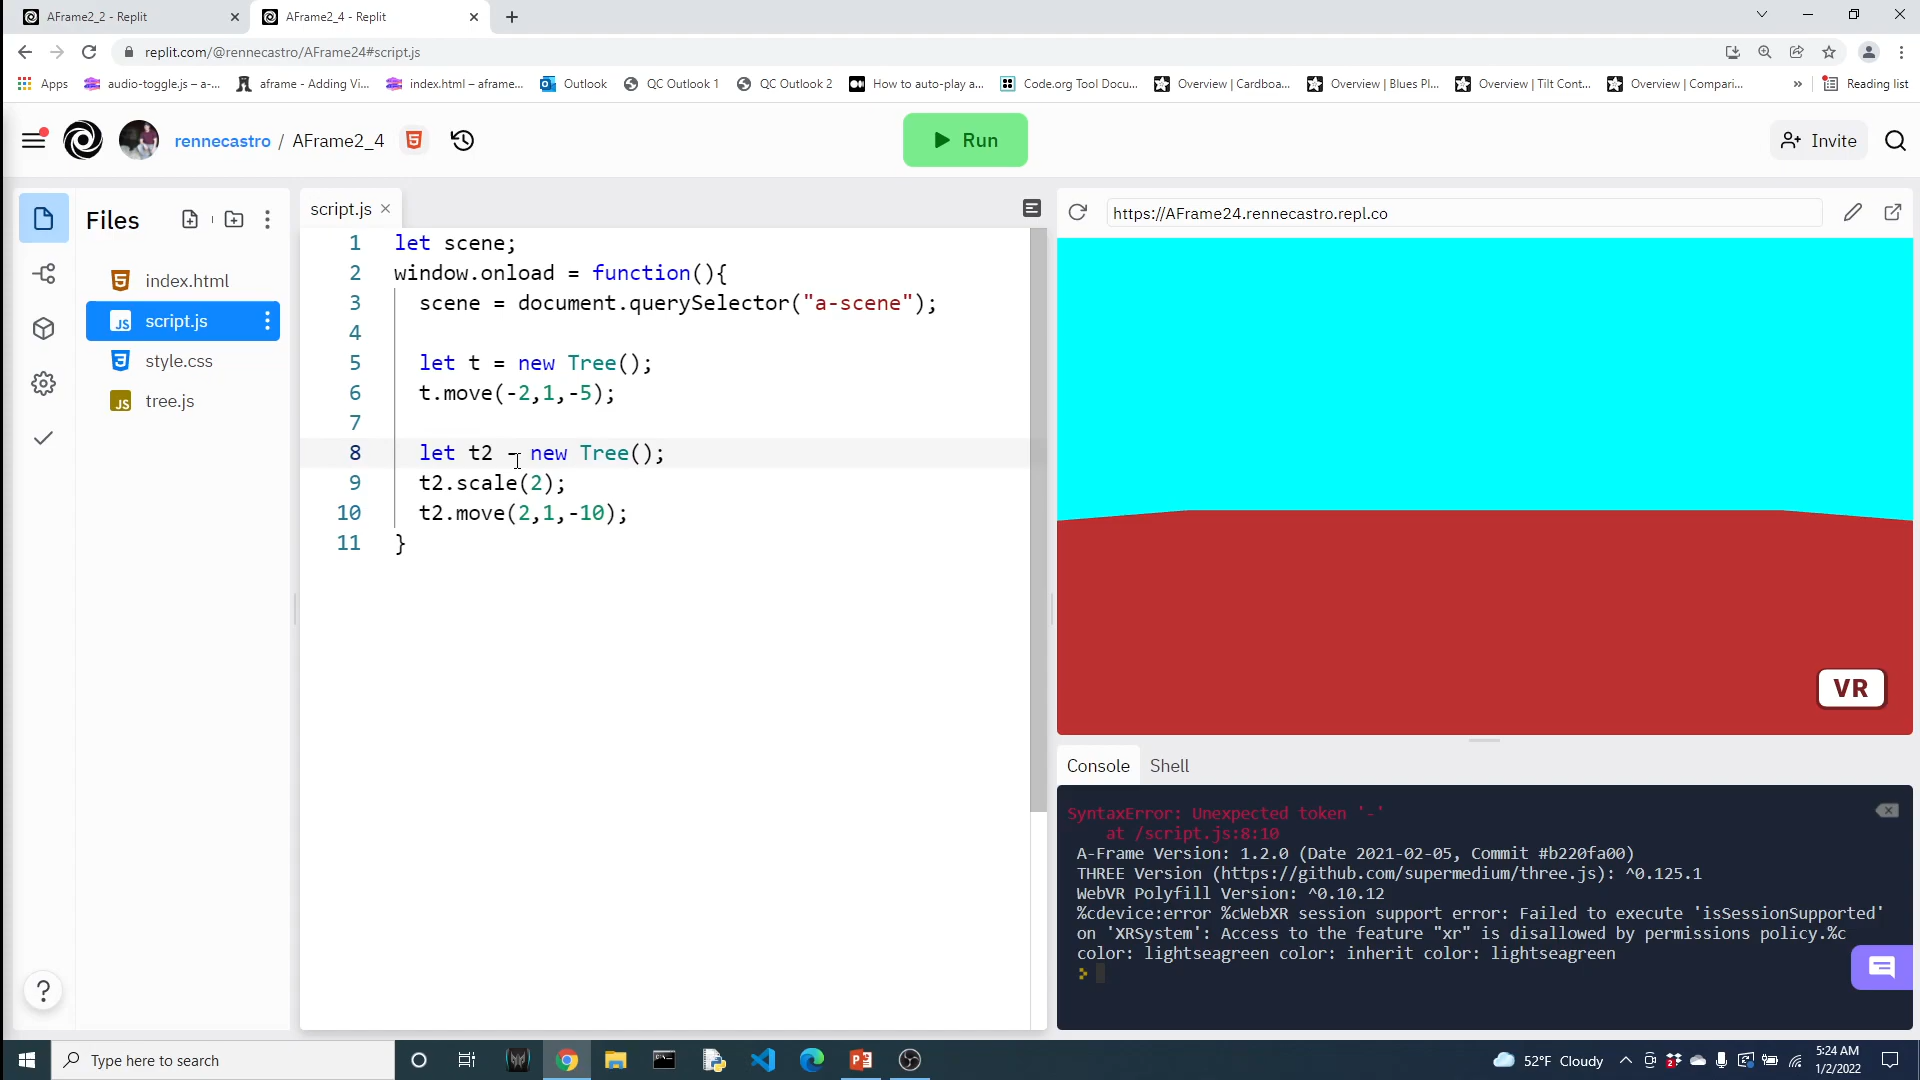 AFrame2_2 - Replit
AFrame2_4 - Replit
replit.com/@rennecastro/AFrame24#script.js
Apps
audio-toggle.js – a-...
aframe - Adding Vi...
index.html – aframe...
Outlook
QC Outlook 1
QC Outlook 2
How to auto-play a...
Code.org Tool Docu...
Overview | Cardboa...
Overview | Blues Pl...
Overview | Tilt Cont...
Overview | Compari...
»
Reading list
rennecastro / AFrame2_4
Run
Invite
Files
index.html
script.js
style.css
tree.js
script.js
1 let scene;
2 window.onload = function(){
3 scene = document.querySelector("a-scene");
4
5 let t = new Tree();
6 t.move(-2,1,-5);
7
8 let t2 - new Tree();
9 t2.scale(2);
10 t2.move(2,1,-10);
11 }
https://AFrame24.rennecastro.repl.co
VR
Console
Shell
SyntaxError: Unexpected token '-'
at /script.js:8:10
A-Frame Version: 1.2.0 (Date 2021-02-05, Commit #b220fa00)
THREE Version (https://github.com/supermedium/three.js): ^0.125.1
WebVR Polyfill Version: ^0.10.12
%cdevice:error %cWebXR session support error: Failed to execute 'isSessionSupported'
on 'XRSystem': Access to the feature "xr" is disallowed by permissions policy.%c
color: lightseagreen color: inherit color: lightseagreen
?
Type here to search
52°F Cloudy
5:24 AM
1/2/2022